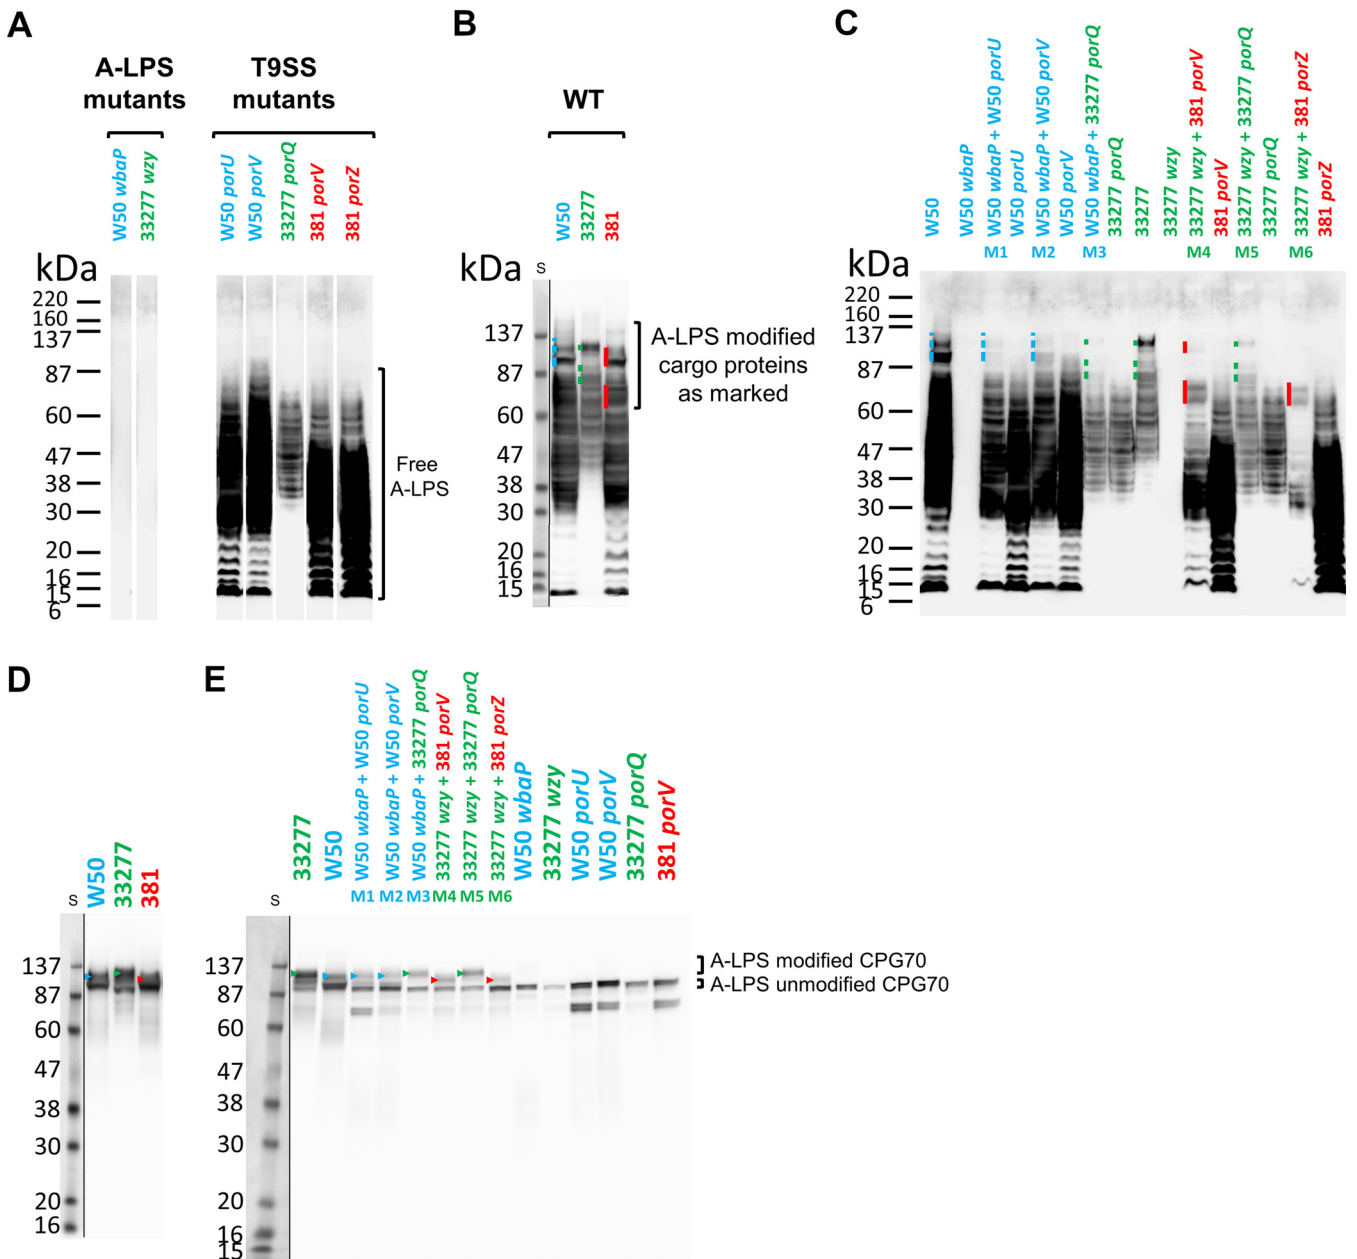 A
A-LPS
mutants
T9SS
mutants
W50 wbaP
33277 wzy
W50 porU
W50 porV
33277 porQ
381 porV
381 porZ
kDa
220
160
137
87
60
47
38
30
20
16
15
6
Free
A-LPS
B
WT
W50
33277
381
kDa
S
137
87
60
47
38
30
20
16
15
A-LPS modified
cargo proteins
as marked
C
W50
W50 wbaP
W50 wbaP + W50 porU
W50 porU
W50 wbaP + W50 porV
W50 porV
W50 wbaP + 33277 porQ
33277 porQ
33277
33277 wzy
33277 wzy + 381 porV
381 porV
33277 wzy + 33277 porQ
33277 porQ
33277 wzy + 381 porZ
381 porZ
M1
M2
M3
M4
M5
M6
kDa
220
160
137
87
60
47
38
30
20
16
15
6
D
W50
33277
381
S
137
87
60
47
38
30
20
16
E
33277
W50
W50 wbaP + W50 porU
W50 wbaP + W50 porV
W50 wbaP + 33277 porQ
33277 wzy + 381 porV
33277 wzy + 33277 porQ
33277 wzy + 381 porZ
W50 wbaP
33277 wzy
W50 porU
W50 porV
33277 porQ
381 porV
S
M1 M2 M3 M4 M5 M6
137
87
60
47
38
30
20
16
15
A-LPS modified CPG70
A-LPS unmodified CPG70